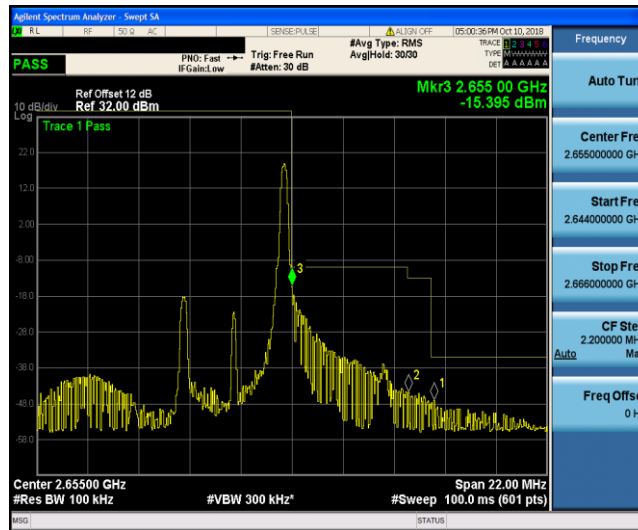 Agilent Spectrum Analyzer - Swept SA
RL RF 50 Ω AC SENSE:PULSE ALIGN OFF 05:00:36 PM Oct 10, 2018
PASS PNO: Fast Trig: Free Run #Avg Type: RMS TRACE 1 2 3 4 5 6
IFGain:Low #Atten: 30 dB Avg|Hold: 30/30 TYPE
DET A A A A A A
Mkr3 2.655 00 GHz
-15.395 dBm
Ref Offset 12 dB
10 dB/div Ref 32.00 dBm
Log
Trace 1 Pass
22.0
12.0
2.00
-8.00
-18.0
-28.0
-38.0
-48.0
-58.0
3
2
1
Center 2.65500 GHz Span 22.00 MHz
#Res BW 100 kHz #VBW 300 kHz* #Sweep 100.0 ms (601 pts)
MSG STATUS
Frequency
Auto Tun
Center Fre
2.655000000 GH
Start Fre
2.644000000 GH
Stop Fre
2.666000000 GH
CF Ste
2.200000 MH
Auto Ma
Freq Offse
0 H